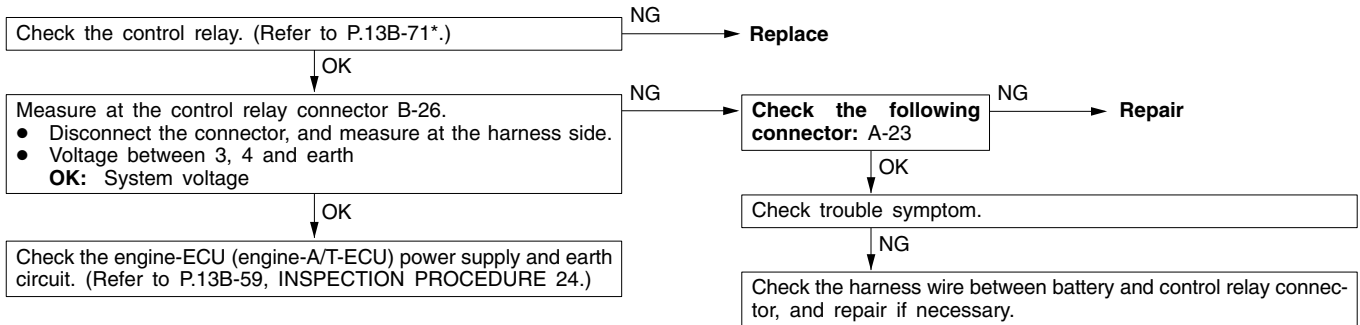 Check the control relay. (Refer to P.13B-71*.)
NG
Replace
OK
Measure at the control relay connector B-26.
● Disconnect the connector, and measure at the harness side.
● Voltage between 3, 4 and earth
OK: System voltage
NG
Check the following
connector: A-23
NG
Repair
OK
Check trouble symptom.
NG
Check the harness wire between battery and control relay connec-
tor, and repair if necessary.
OK
Check the engine-ECU (engine-A/T-ECU) power supply and earth
circuit. (Refer to P.13B-59, INSPECTION PROCEDURE 24.)